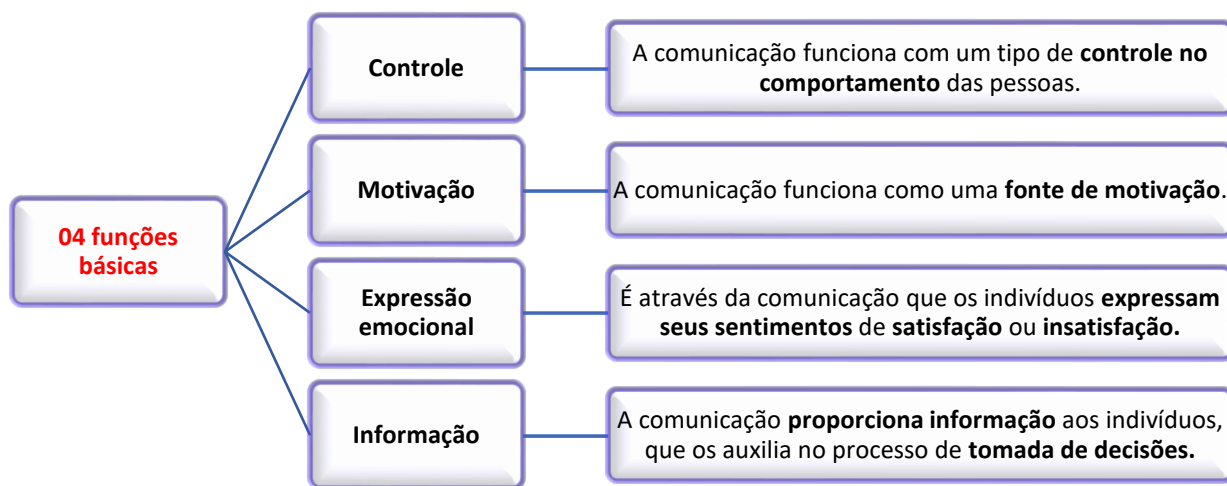 04 funções
básicas
Controle
A comunicação funciona com um tipo de controle no
comportamento das pessoas.
Motivação
A comunicação funciona como uma fonte de motivação.
Expressão
emocional
É através da comunicação que os indivíduos expressam
seus sentimentos de satisfação ou insatisfação.
Informação
A comunicação proporciona informação aos indivíduos,
que os auxilia no processo de tomada de decisões.